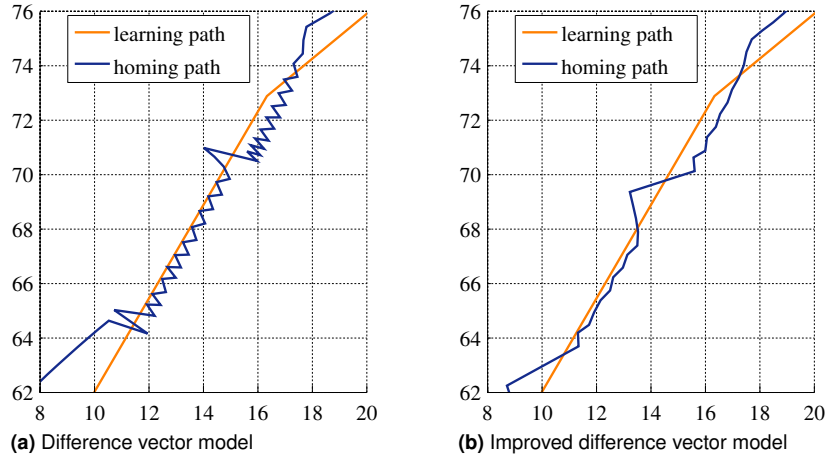 76
74
72
70
68
66
64
62
8 10 12 14 16 18 20
learning path
homing path
(a) Difference vector model
76
74
72
70
68
66
64
62
8 10 12 14 16 18 20
learning path
homing path
(b) Improved difference vector model